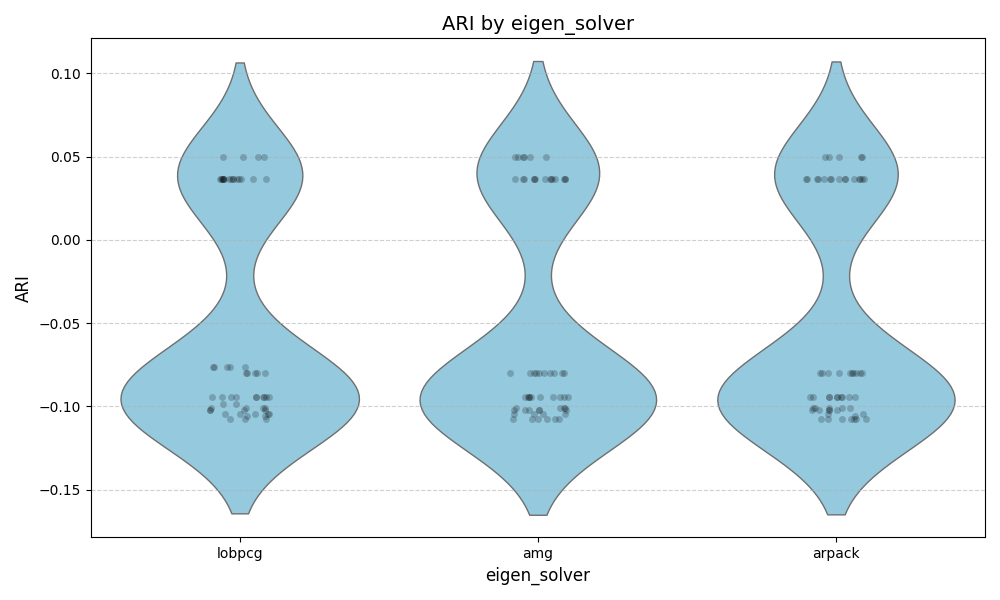 ARI by eigen_solver
ARI
0.10
0.05
0.00
−0.05
−0.10
−0.15
lobpcg
amg
arpack
eigen_solver